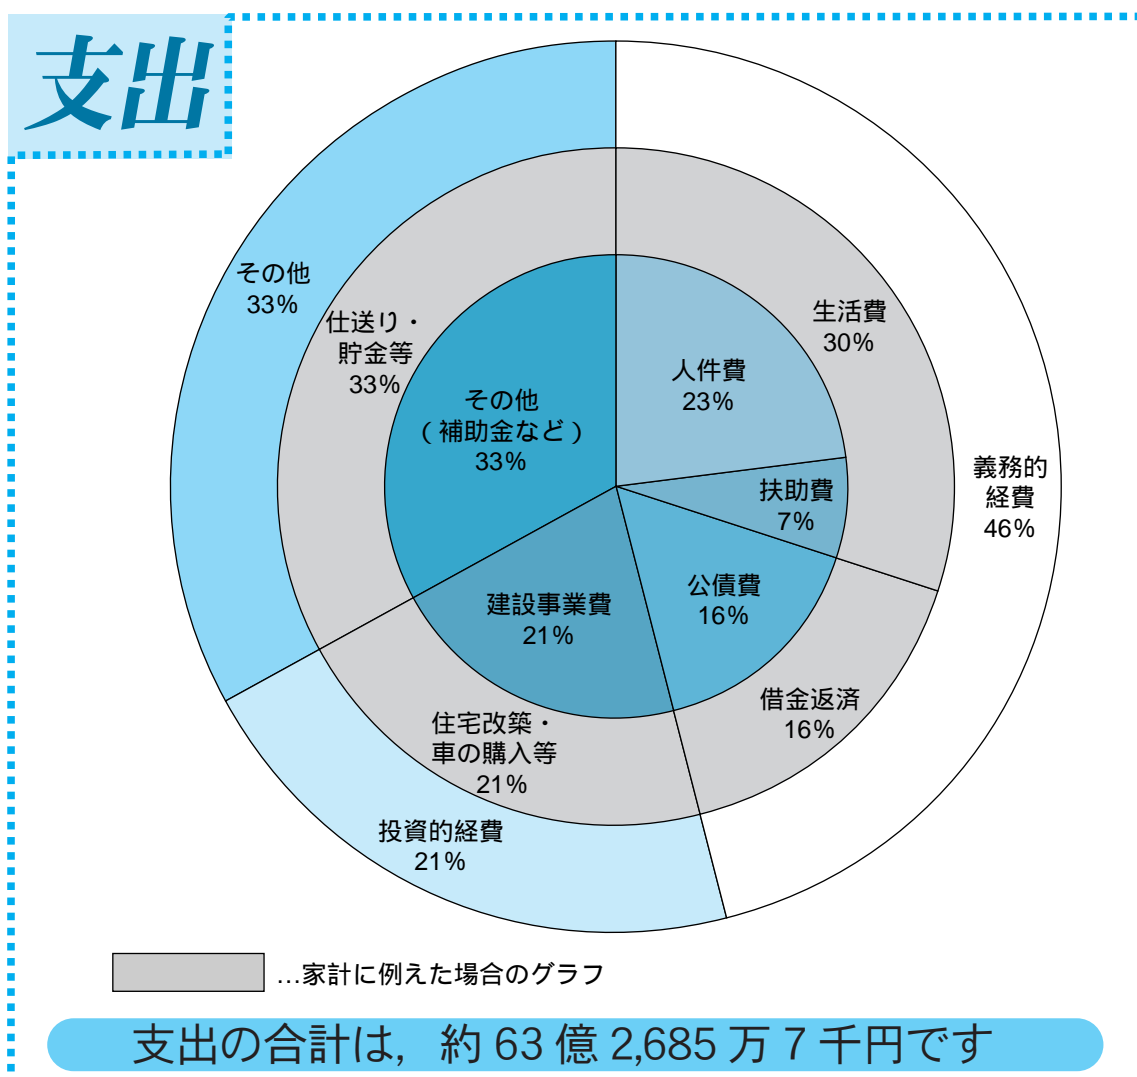 支出
その他
33%
仕送り・
貯金等
33%
その他
(補助金など)
33%
人件費
23%
生活費
30%
扶助費
7%
義務的
経費
46%
公債費
16%
建設事業費
21%
借金返済
16%
住宅改築・
車の購入等
21%
投資的経費
21%
…家計に例えた場合のグラフ
支出の合計は, 約 63 億 2,685 万 7 千円です